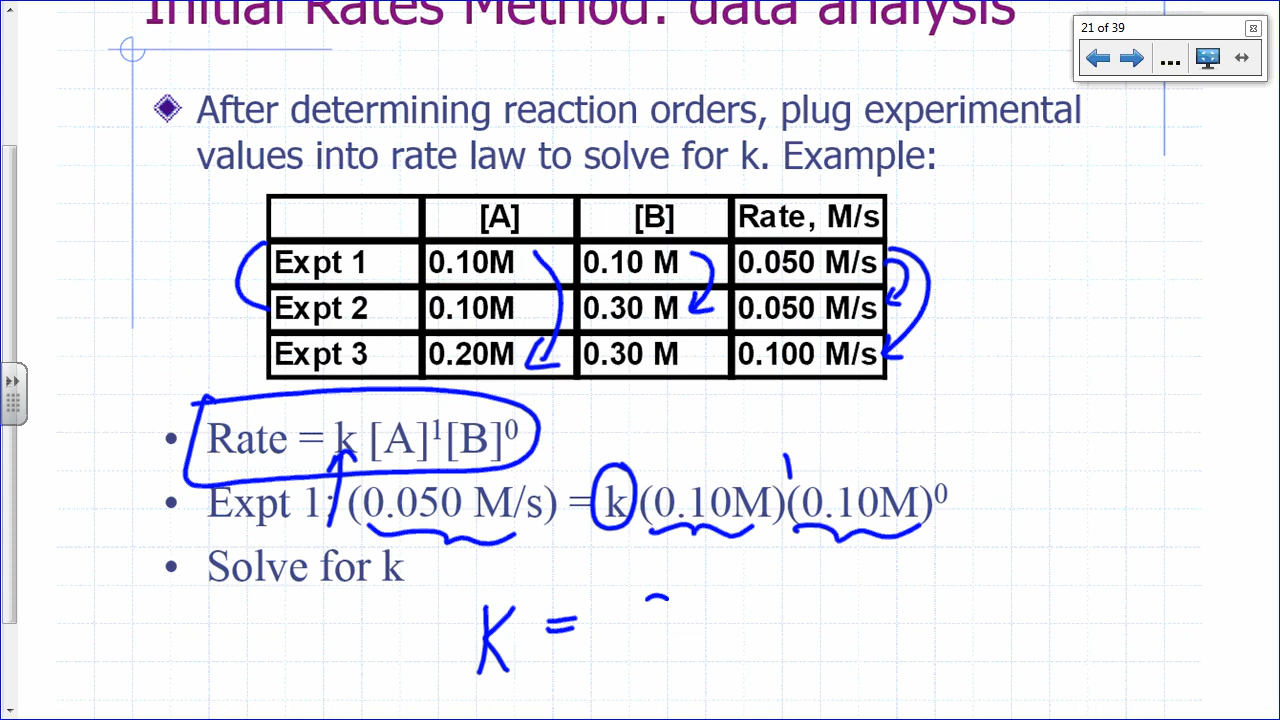 Initial Rates Method: data analysis
21 of 39
After determining reaction orders, plug experimental
values into rate law to solve for k. Example:
[A] [B] Rate, M/s
Expt 1 0.10M 0.10 M 0.050 M/s
Expt 2 0.10M 0.30 M 0.050 M/s
Expt 3 0.20M 0.30 M 0.100 M/s
• Rate = k [A]¹[B]⁰
• Expt 1: (0.050 M/s) = k (0.10M)¹(0.10M)⁰
• Solve for k
K =